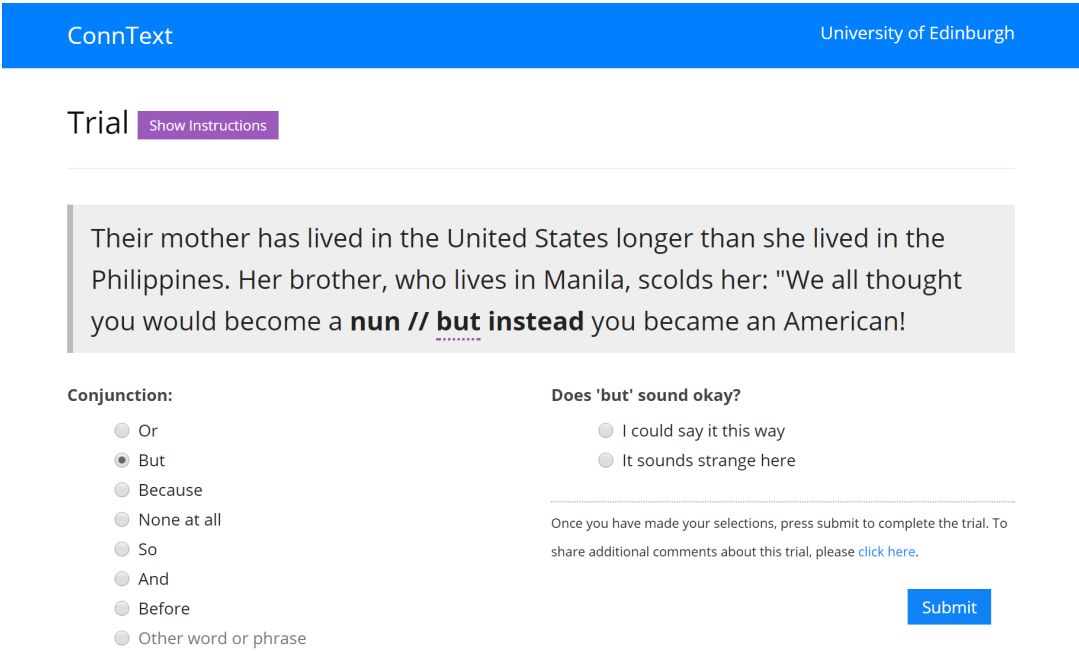 ConnText
University of Edinburgh
Trial
Show Instructions
Their mother has lived in the United States longer than she lived in the
Philippines. Her brother, who lives in Manila, scolds her: "We all thought
you would become a nun // but instead you became an American!
Conjunction:
Or
But
Because
None at all
So
And
Before
Other word or phrase
Does 'but' sound okay?
I could say it this way
It sounds strange here
Once you have made your selections, press submit to complete the trial. To
share additional comments about this trial, please click here.
Submit